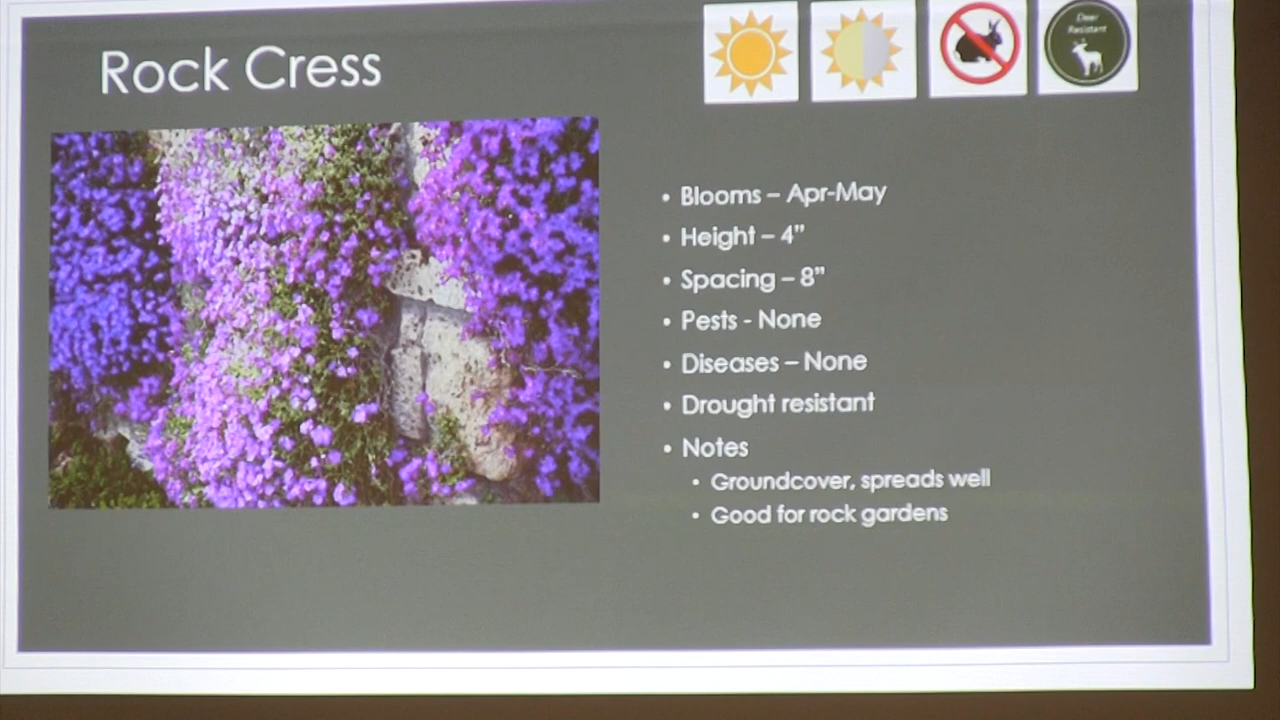 Rock Cress
Deer
Resistant
• Blooms – Apr-May
• Height – 4”
• Spacing – 8”
• Pests - None
• Diseases – None
• Drought resistant
• Notes
• Groundcover, spreads well
• Good for rock gardens